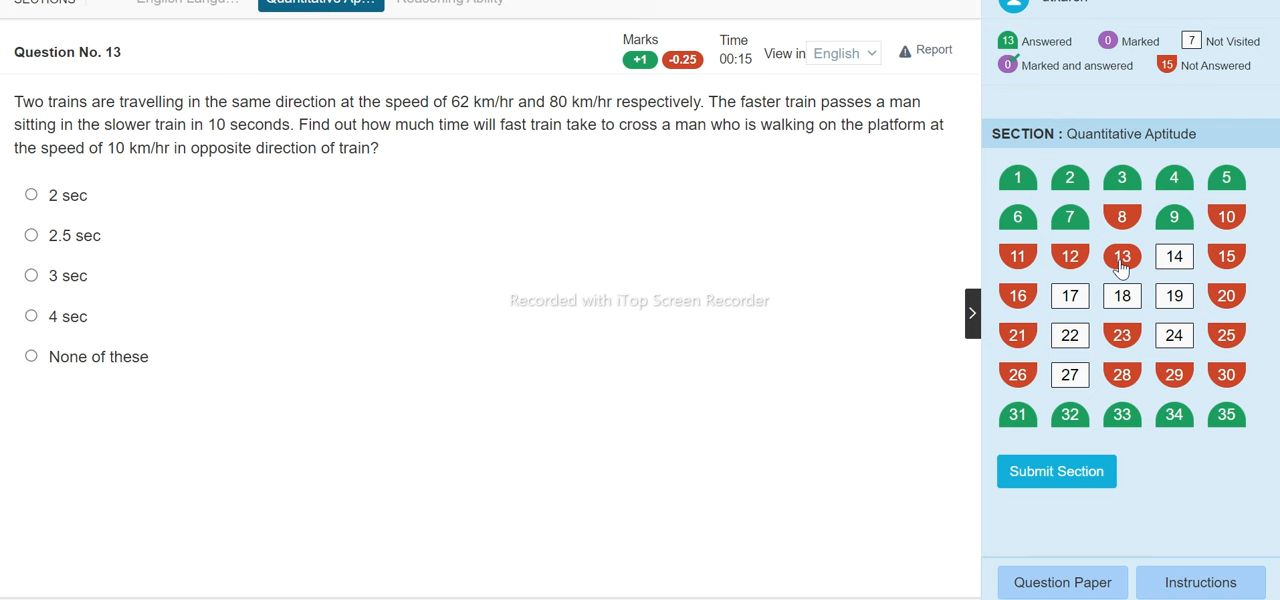 SECTIONS
English Langu...
Quantitative Ap...
Reasoning Ability
Question No. 13
Marks
+1
-0.25
Time
00:15
View in English
Report
Two trains are travelling in the same direction at the speed of 62 km/hr and 80 km/hr respectively. The faster train passes a man
sitting in the slower train in 10 seconds. Find out how much time will fast train take to cross a man who is walking on the platform at
the speed of 10 km/hr in opposite direction of train?
2 sec
2.5 sec
3 sec
4 sec
None of these
Recorded with iTop Screen Recorder
13 Answered
0 Marked
7 Not Visited
0 Marked and answered
15 Not Answered
SECTION : Quantitative Aptitude
1 2 3 4 5
6 7 8 9 10
11 12 13 14 15
16 17 18 19 20
21 22 23 24 25
26 27 28 29 30
31 32 33 34 35
Submit Section
Question Paper
Instructions